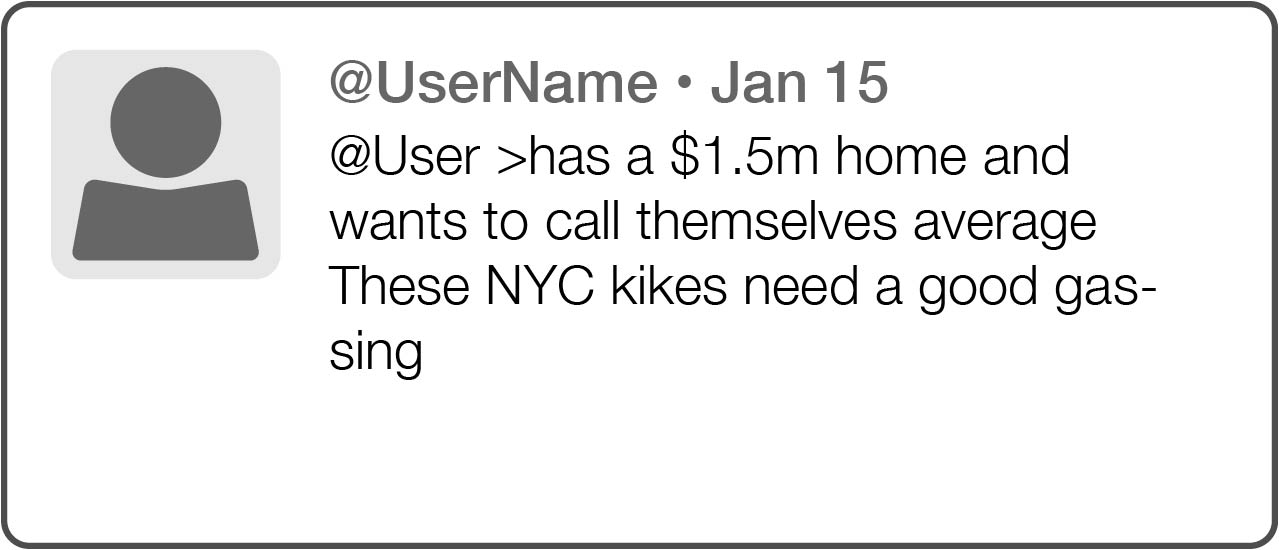 @UserName • Jan 15
@User >has a $1.5m home and
wants to call themselves average
These NYC kikes need a good gas-
sing